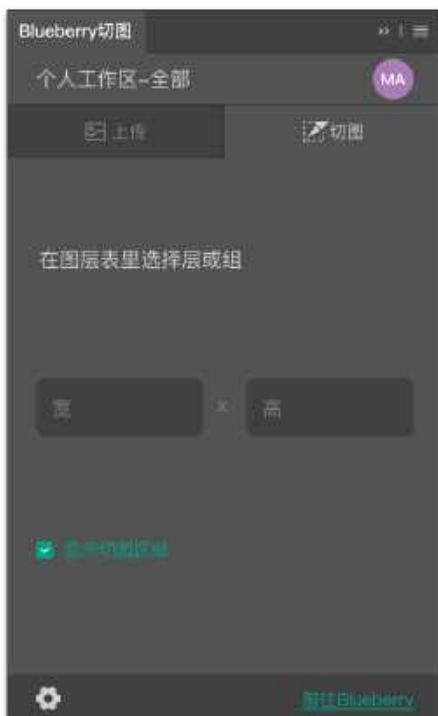 Blueberry切图
个人工作区-全部
MA
上传
切图
在图层表里选择层或组
宽
x
高
前往Blueberry